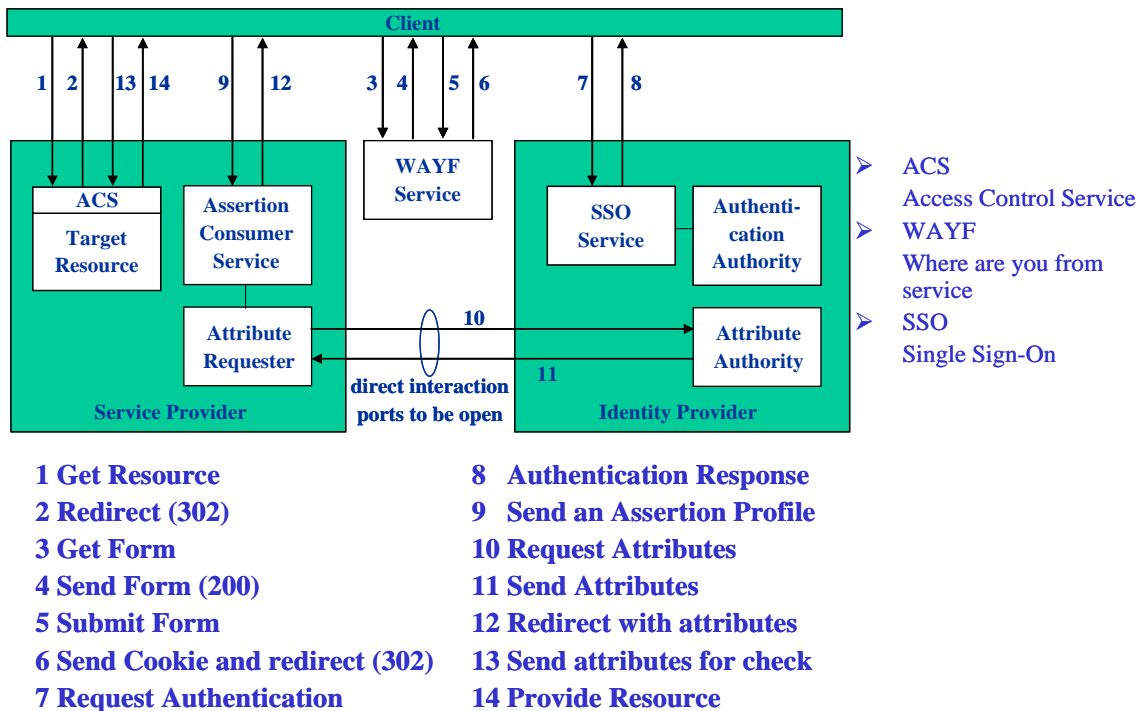 Client
1 2 13 14 9 12 3 4 5 6 7 8
ACS
Target
Resource
Assertion
Consumer
Service
Attribute
Requester
Service Provider
WAYF
Service
10
11
direct interaction
ports to be open
SSO
Service
Authenti-
cation
Authority
Attribute
Authority
Identity Provider
➢ ACS
Access Control Service
➢ WAYF
Where are you from
service
➢ SSO
Single Sign-On
1 Get Resource
2 Redirect (302)
3 Get Form
4 Send Form (200)
5 Submit Form
6 Send Cookie and redirect (302)
7 Request Authentication
8 Authentication Response
9 Send an Assertion Profile
10 Request Attributes
11 Send Attributes
12 Redirect with attributes
13 Send attributes for check
14 Provide Resource